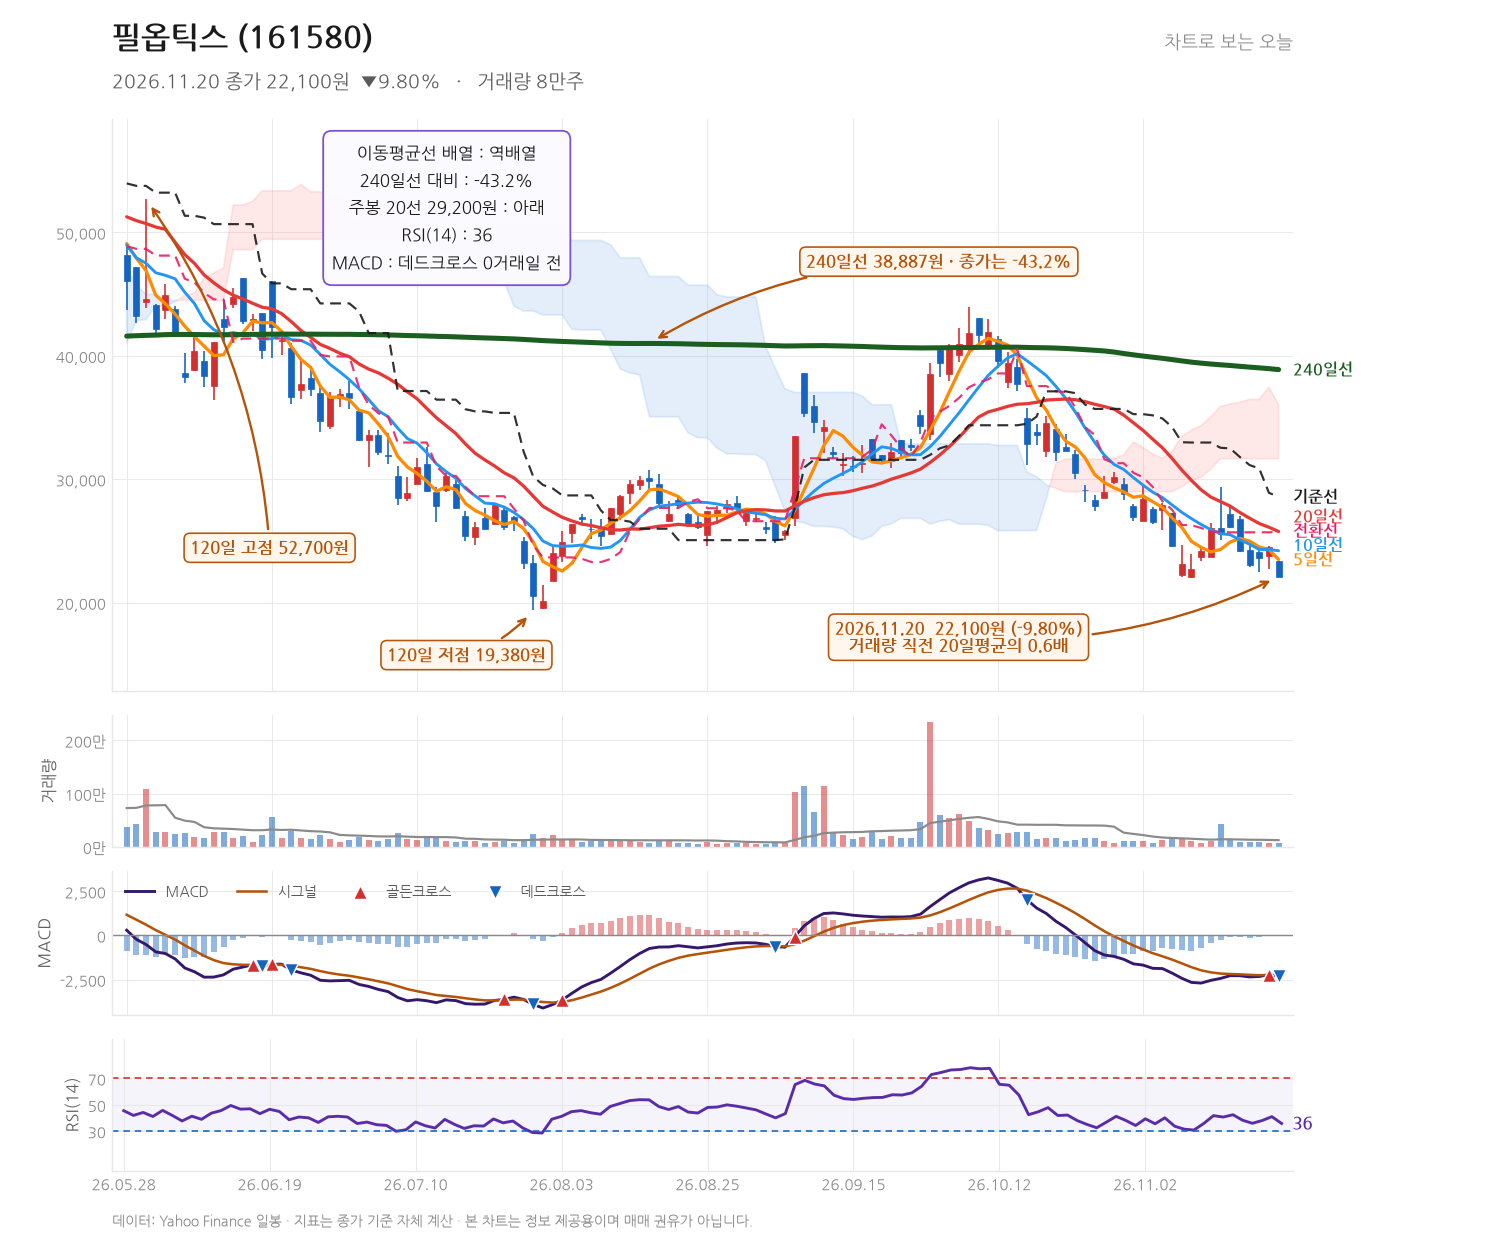 필옵틱스 (161580)
차트로 보는 오늘
2026.11.20 종가 22,100원 ▼9.80% · 거래량 8만주
이동평균선 배열 : 역배열
240일선 대비 : -43.2%
주봉 20선 29,200원 : 아래
RSI(14) : 36
MACD : 데드크로스 0거래일 전
240일선 38,887원 · 종가는 -43.2%
50,000
40,000
30,000
20,000
240일선
기준선
20일선
전환선
10일선
5일선
120일 고점 52,700원
120일 저점 19,380원
2026.11.20 22,100원 (-9.80%)
거래량 직전 20일평균의 0.6배
거래량
200만
100만
0만
MACD
2,500
0
-2,500
MACD
시그널
골든크로스
데드크로스
RSI(14)
70
50
30
36
26.05.28
26.06.19
26.07.10
26.08.03
26.08.25
26.09.15
26.10.12
26.11.02
데이터: Yahoo Finance 일봉 · 지표는 종가 기준 자체 계산 · 본 차트는 정보 제공용이며 매매 권유가 아닙니다.